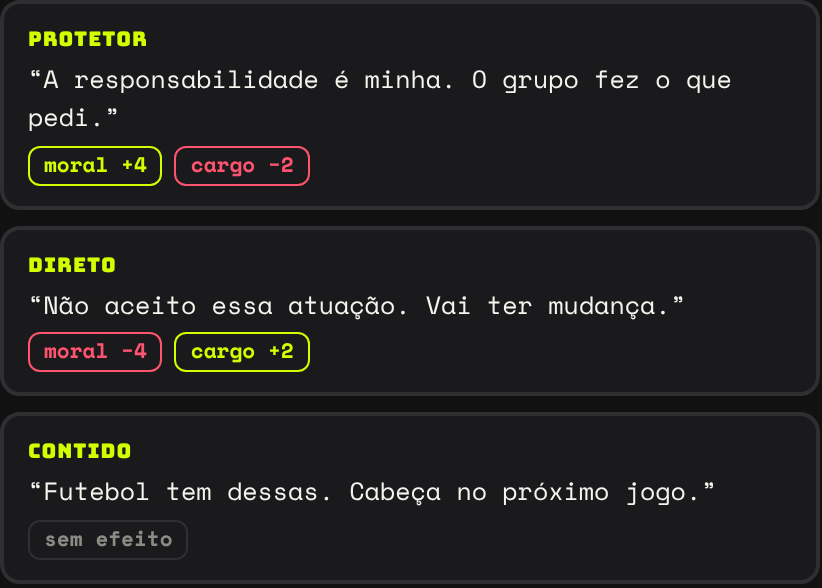 PROTETOR
“A responsabilidade é minha. O grupo fez o que
pedi.”
moral +4 cargo -2
DIRETO
“Não aceito essa atuação. Vai ter mudança.”
moral -4 cargo +2
CONTIDO
“Futebol tem dessas. Cabeça no próximo jogo.”
sem efeito